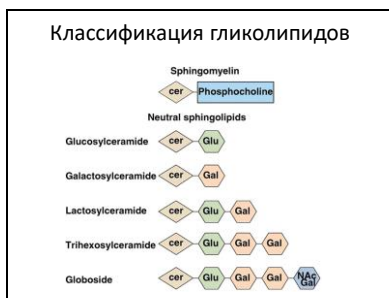 Классификация гликолипидов
Sphingomyelin
cer Phosphocholine
Neutral sphingolipids
Glucosylceramide cer Glu
Galactosylceramide cer Gal
Lactosylceramide cer Glu Gal
Trihexosylceramide cer Glu Gal Gal
Globoside cer Glu Gal Gal NAc
Gal